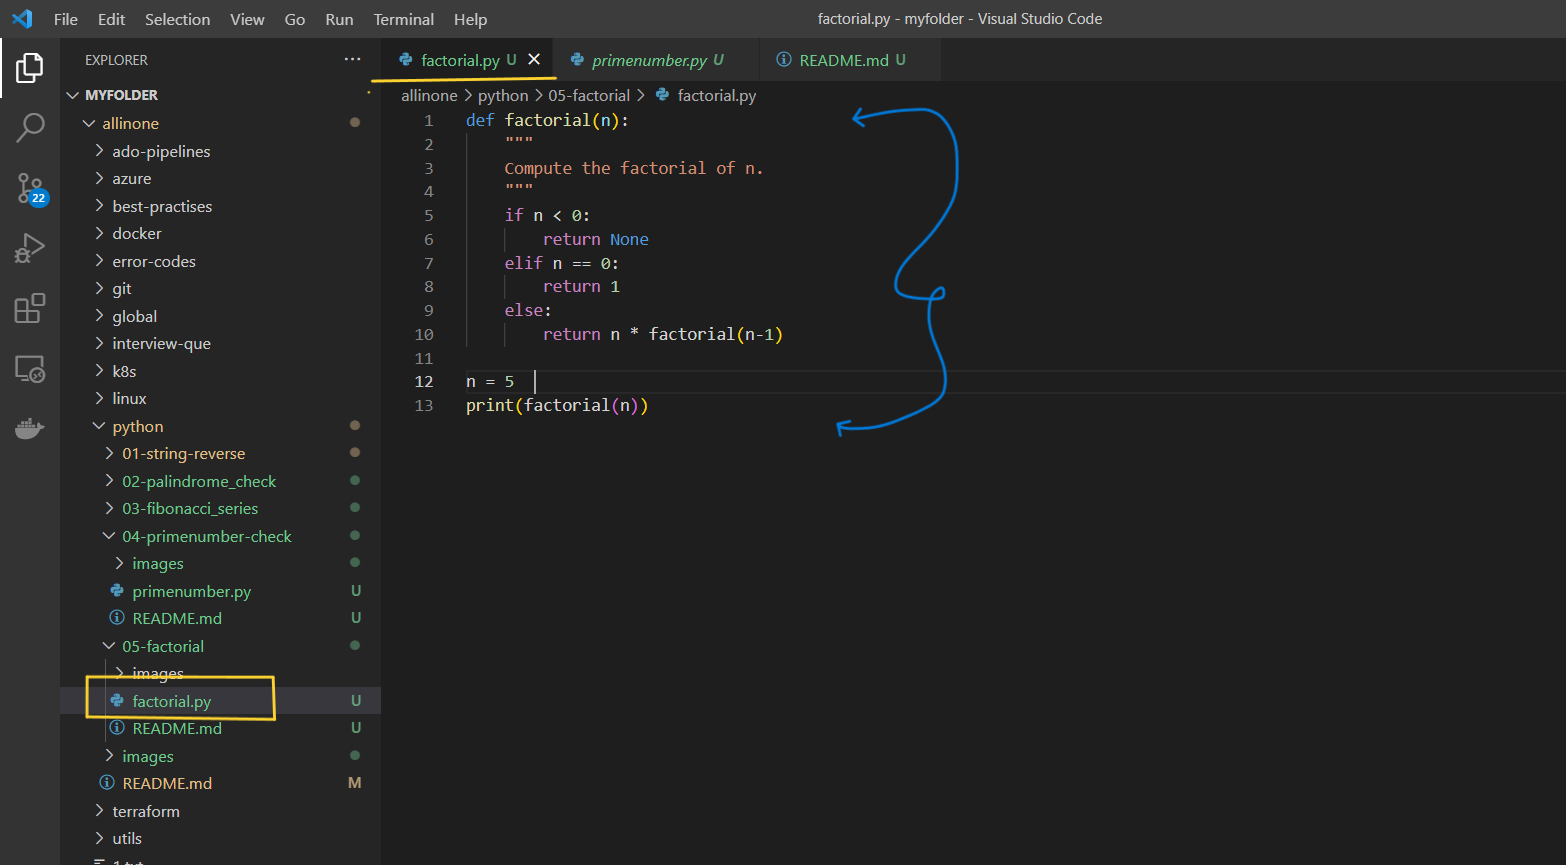 File Edit Selection View Go Run Terminal Help
factorial.py - myfolder - Visual Studio Code
EXPLORER ···
MYFOLDER
allinone
ado-pipelines
azure
best-practises
docker
error-codes
git
global
interview-que
k8s
linux
python
01-string-reverse
02-palindrome_check
03-fibonacci_series
04-primenumber-check
images
primenumber.py U
README.md U
05-factorial
images
factorial.py U
README.md U
images
README.md M
terraform
utils
22
factorial.py U
primenumber.py U
README.md U
allinone > python > 05-factorial > factorial.py
1 def factorial(n):
2 """
3 Compute the factorial of n.
4 """
5 if n < 0:
6 return None
7 elif n == 0:
8 return 1
9 else:
10 return n * factorial(n-1)
11
12 n = 5
13 print(factorial(n))